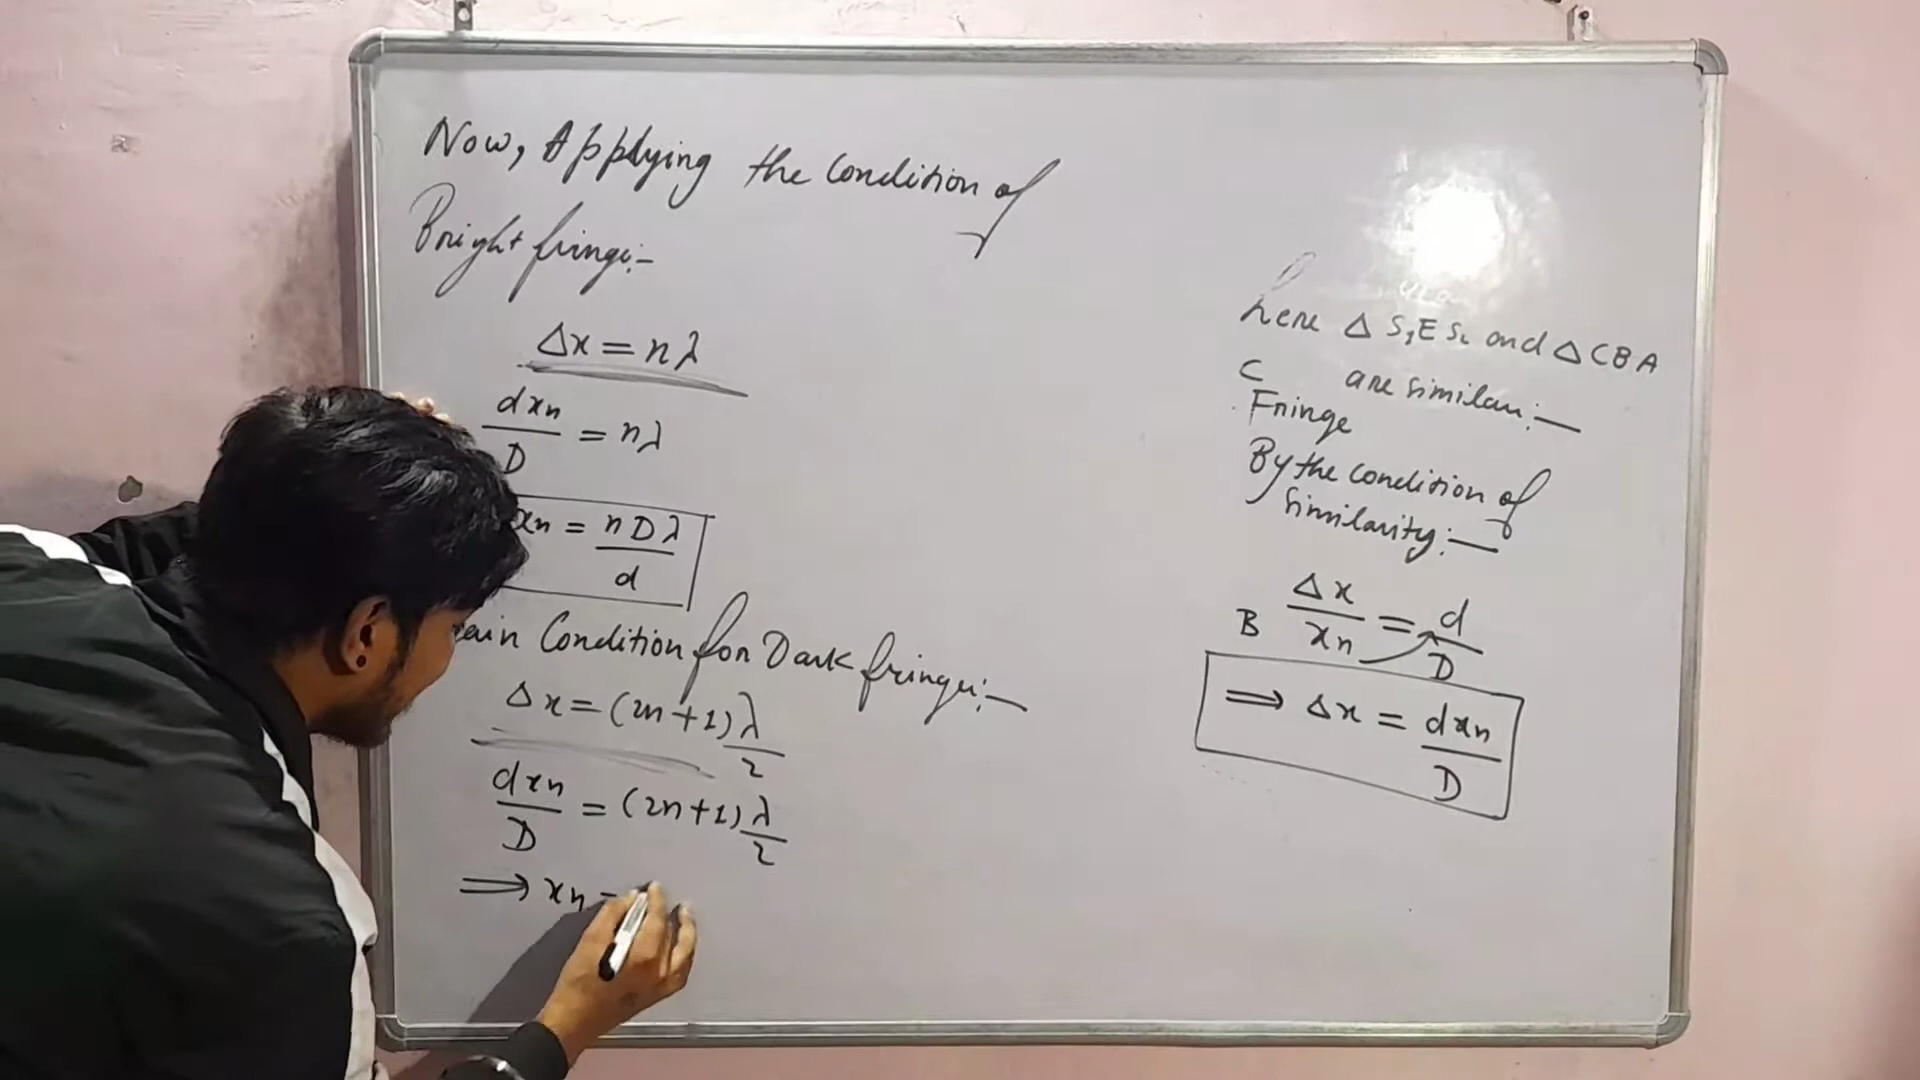 Now, Applying the Condition of
Bright fringe:-
Δx = nλ
dxn/D = nλ
xn = nDλ/d
Condition for Dark fringes:-
Δx = (2n+1)λ/2
dxn/D = (2n+1)λ/2
⇒ xn =
here Δ S1ES2 and Δ CBA
C are similar:-
Fringe
By the condition of
Similarity:-
B Δx/xn = d/D
⇒ Δx = dxn/D